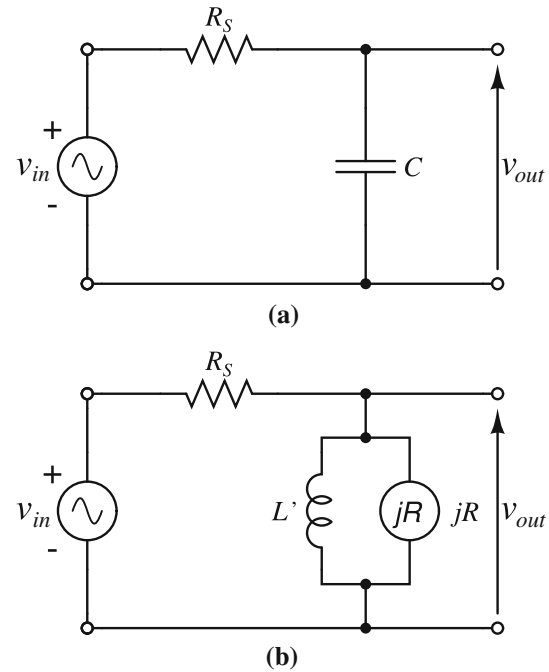 R_S
+
v_in
-
C
v_out
(a)
R_S
+
v_in
-
L’
jR
jR
v_out
(b)